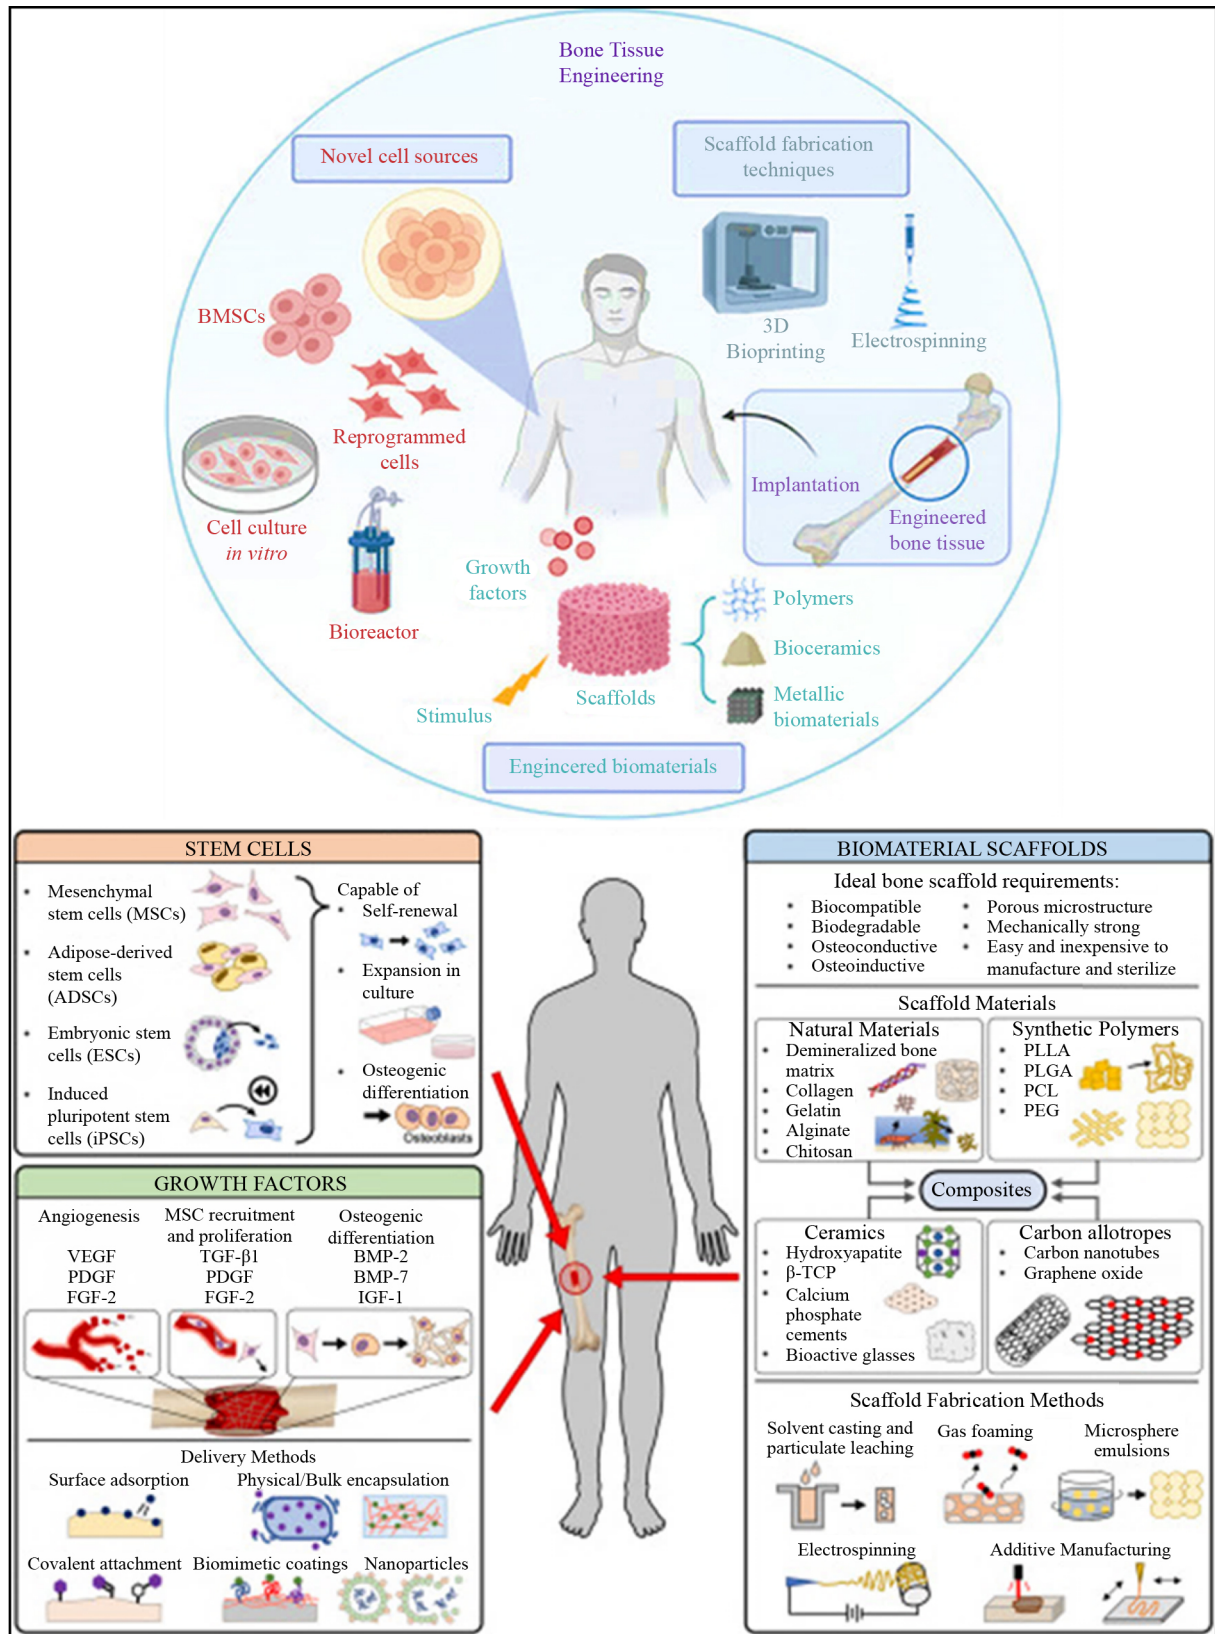 Bone Tissue
Engineering
Novel cell sources
Scaffold fabrication
techniques
BMSCs
3D
Bioprinting
Electrospinning
Reprogrammed
cells
Implantation
Engineered
bone tissue
Cell culture
in vitro
Growth
factors
Bioreactor
Polymers
Bioceramics
Scaffolds
Metallic
biomaterials
Stimulus
Engincered biomaterials
STEM CELLS
• Mesenchymal
stem cells (MSCs)
• Adipose-derived
stem cells
(ADSCs)
• Embryonic stem
cells (ESCs)
• Induced
pluripotent stem
cells (iPSCs)
Capable of
• Self-renewal
• Expansion in
culture
• Osteogenic
differentiation
Osteoblasts
GROWTH FACTORS
Angiogenesis
VEGF
PDGF
FGF-2
MSC recruitment
and proliferation
TGF-β1
PDGF
FGF-2
Osteogenic
differentiation
BMP-2
BMP-7
IGF-1
Delivery Methods
Surface adsorption
Physical/Bulk encapsulation
Covalent attachment
Biomimetic coatings
Nanoparticles
BIOMATERIAL SCAFFOLDS
Ideal bone scaffold requirements:
• Biocompatible
• Biodegradable
• Osteoconductive
• Osteoinductive
• Porous microstructure
• Mechanically strong
• Easy and inexpensive to
manufacture and sterilize
Scaffold Materials
Natural Materials
• Demineralized bone
matrix
• Collagen
• Gelatin
• Alginate
• Chitosan
Synthetic Polymers
• PLLA
• PLGA
• PCL
• PEG
Composites
Ceramics
• Hydroxyapatite
• β-TCP
• Calcium
phosphate
cements
• Bioactive glasses
Carbon allotropes
• Carbon nanotubes
• Graphene oxide
Scaffold Fabrication Methods
Solvent casting and
particulate leaching
Gas foaming
Microsphere
emulsions
Electrospinning
Additive Manufacturing